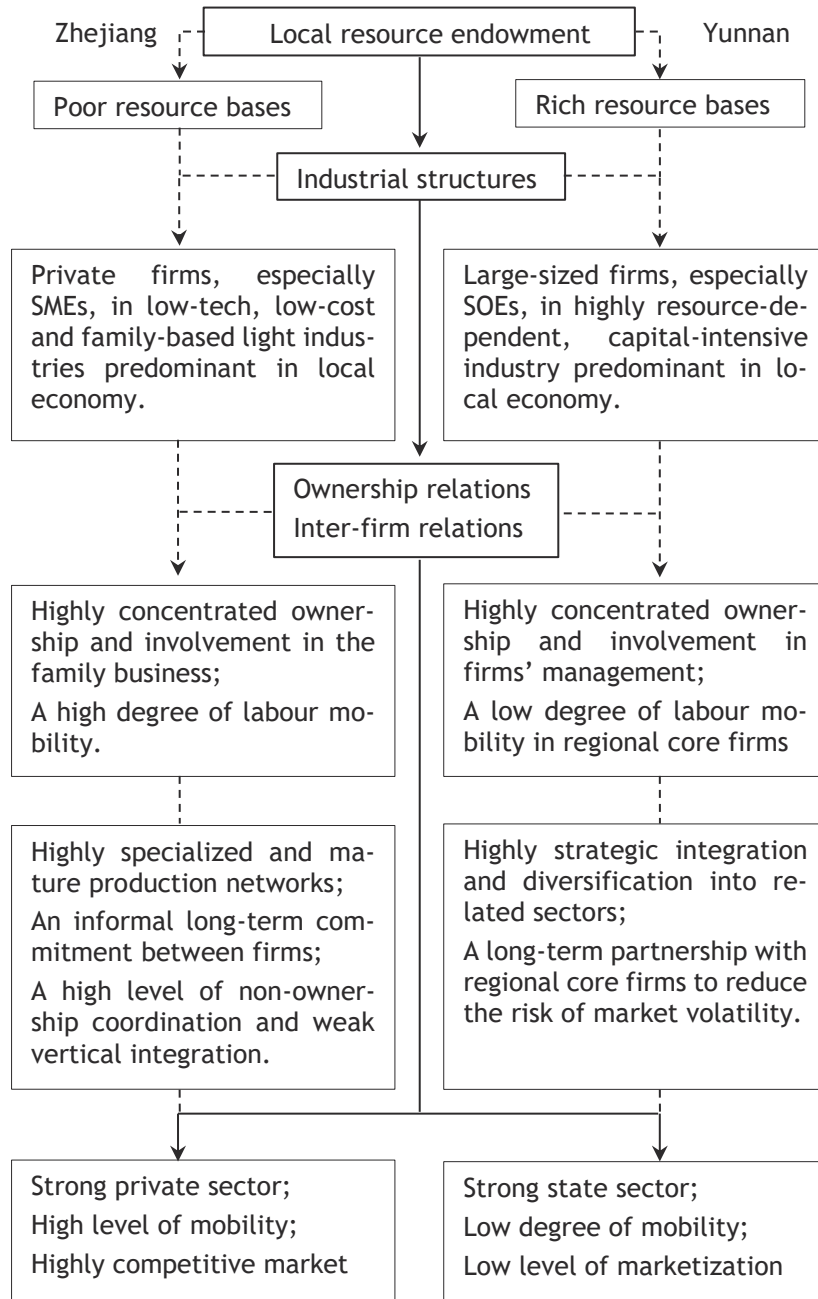 Zhejiang
Local resource endowment
Yunnan
Poor resource bases
Rich resource bases
Industrial structures
Private firms, especially
SMEs, in low-tech, low-cost
and family-based light indus-
tries predominant in local
economy.
Large-sized firms, especially
SOEs, in highly resource-de-
pendent, capital-intensive
industry predominant in lo-
cal economy.
Ownership relations
Inter-firm relations
Highly concentrated owner-
ship and involvement in the
family business;
A high degree of labour mo-
bility.
Highly concentrated owner-
ship and involvement in
firms’ management;
A low degree of labour mo-
bility in regional core firms
Highly specialized and ma-
ture production networks;
An informal long-term com-
mitment between firms;
A high level of non-owner-
ship coordination and weak
vertical integration.
Highly strategic integration
and diversification into re-
lated sectors;
A long-term partnership with
regional core firms to reduce
the risk of market volatility.
Strong private sector;
High level of mobility;
Highly competitive market
Strong state sector;
Low degree of mobility;
Low level of marketization